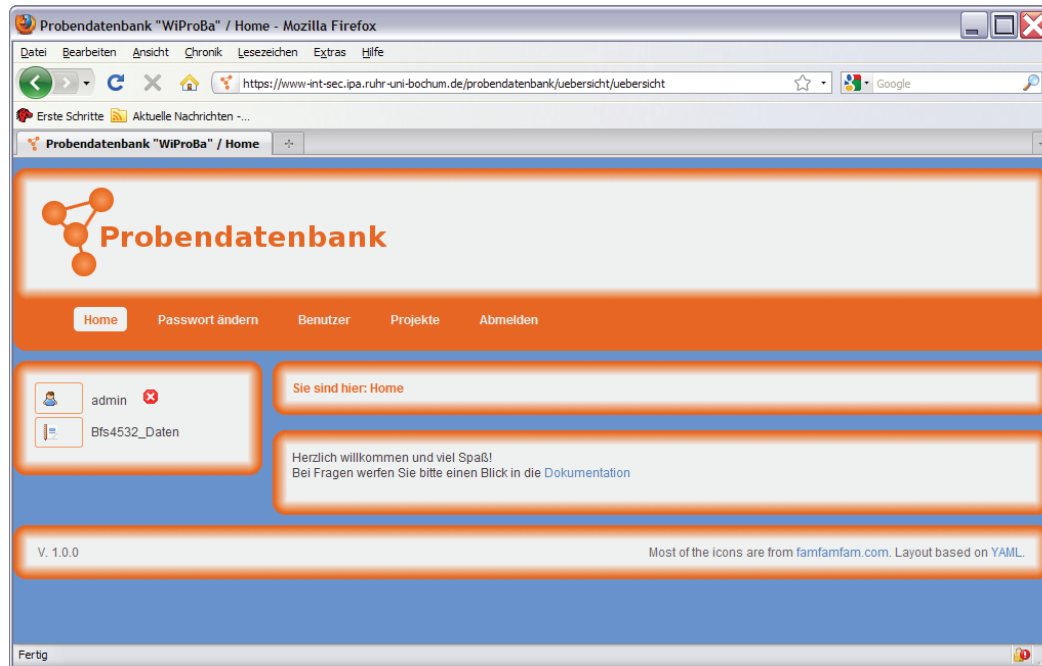 Probendatenbank "WiProBa" / Home - Mozilla Firefox
Datei Bearbeiten Ansicht Chronik Lesezeichen Extras Hilfe
https://www-int-sec.ipa.ruhr-uni-bochum.de/probendatenbank/uebersicht/uebersicht Google
Erste Schritte Aktuelle Nachrichten -...
Probendatenbank "WiProBa" / Home
Probendatenbank
Home Passwort ändern Benutzer Projekte Abmelden
admin
Bfs4532_Daten
Sie sind hier: Home
Herzlich willkommen und viel Spaß!
Bei Fragen werfen Sie bitte einen Blick in die Dokumentation
V. 1.0.0 Most of the icons are from famfamfam.com. Layout based on YAML.
Fertig